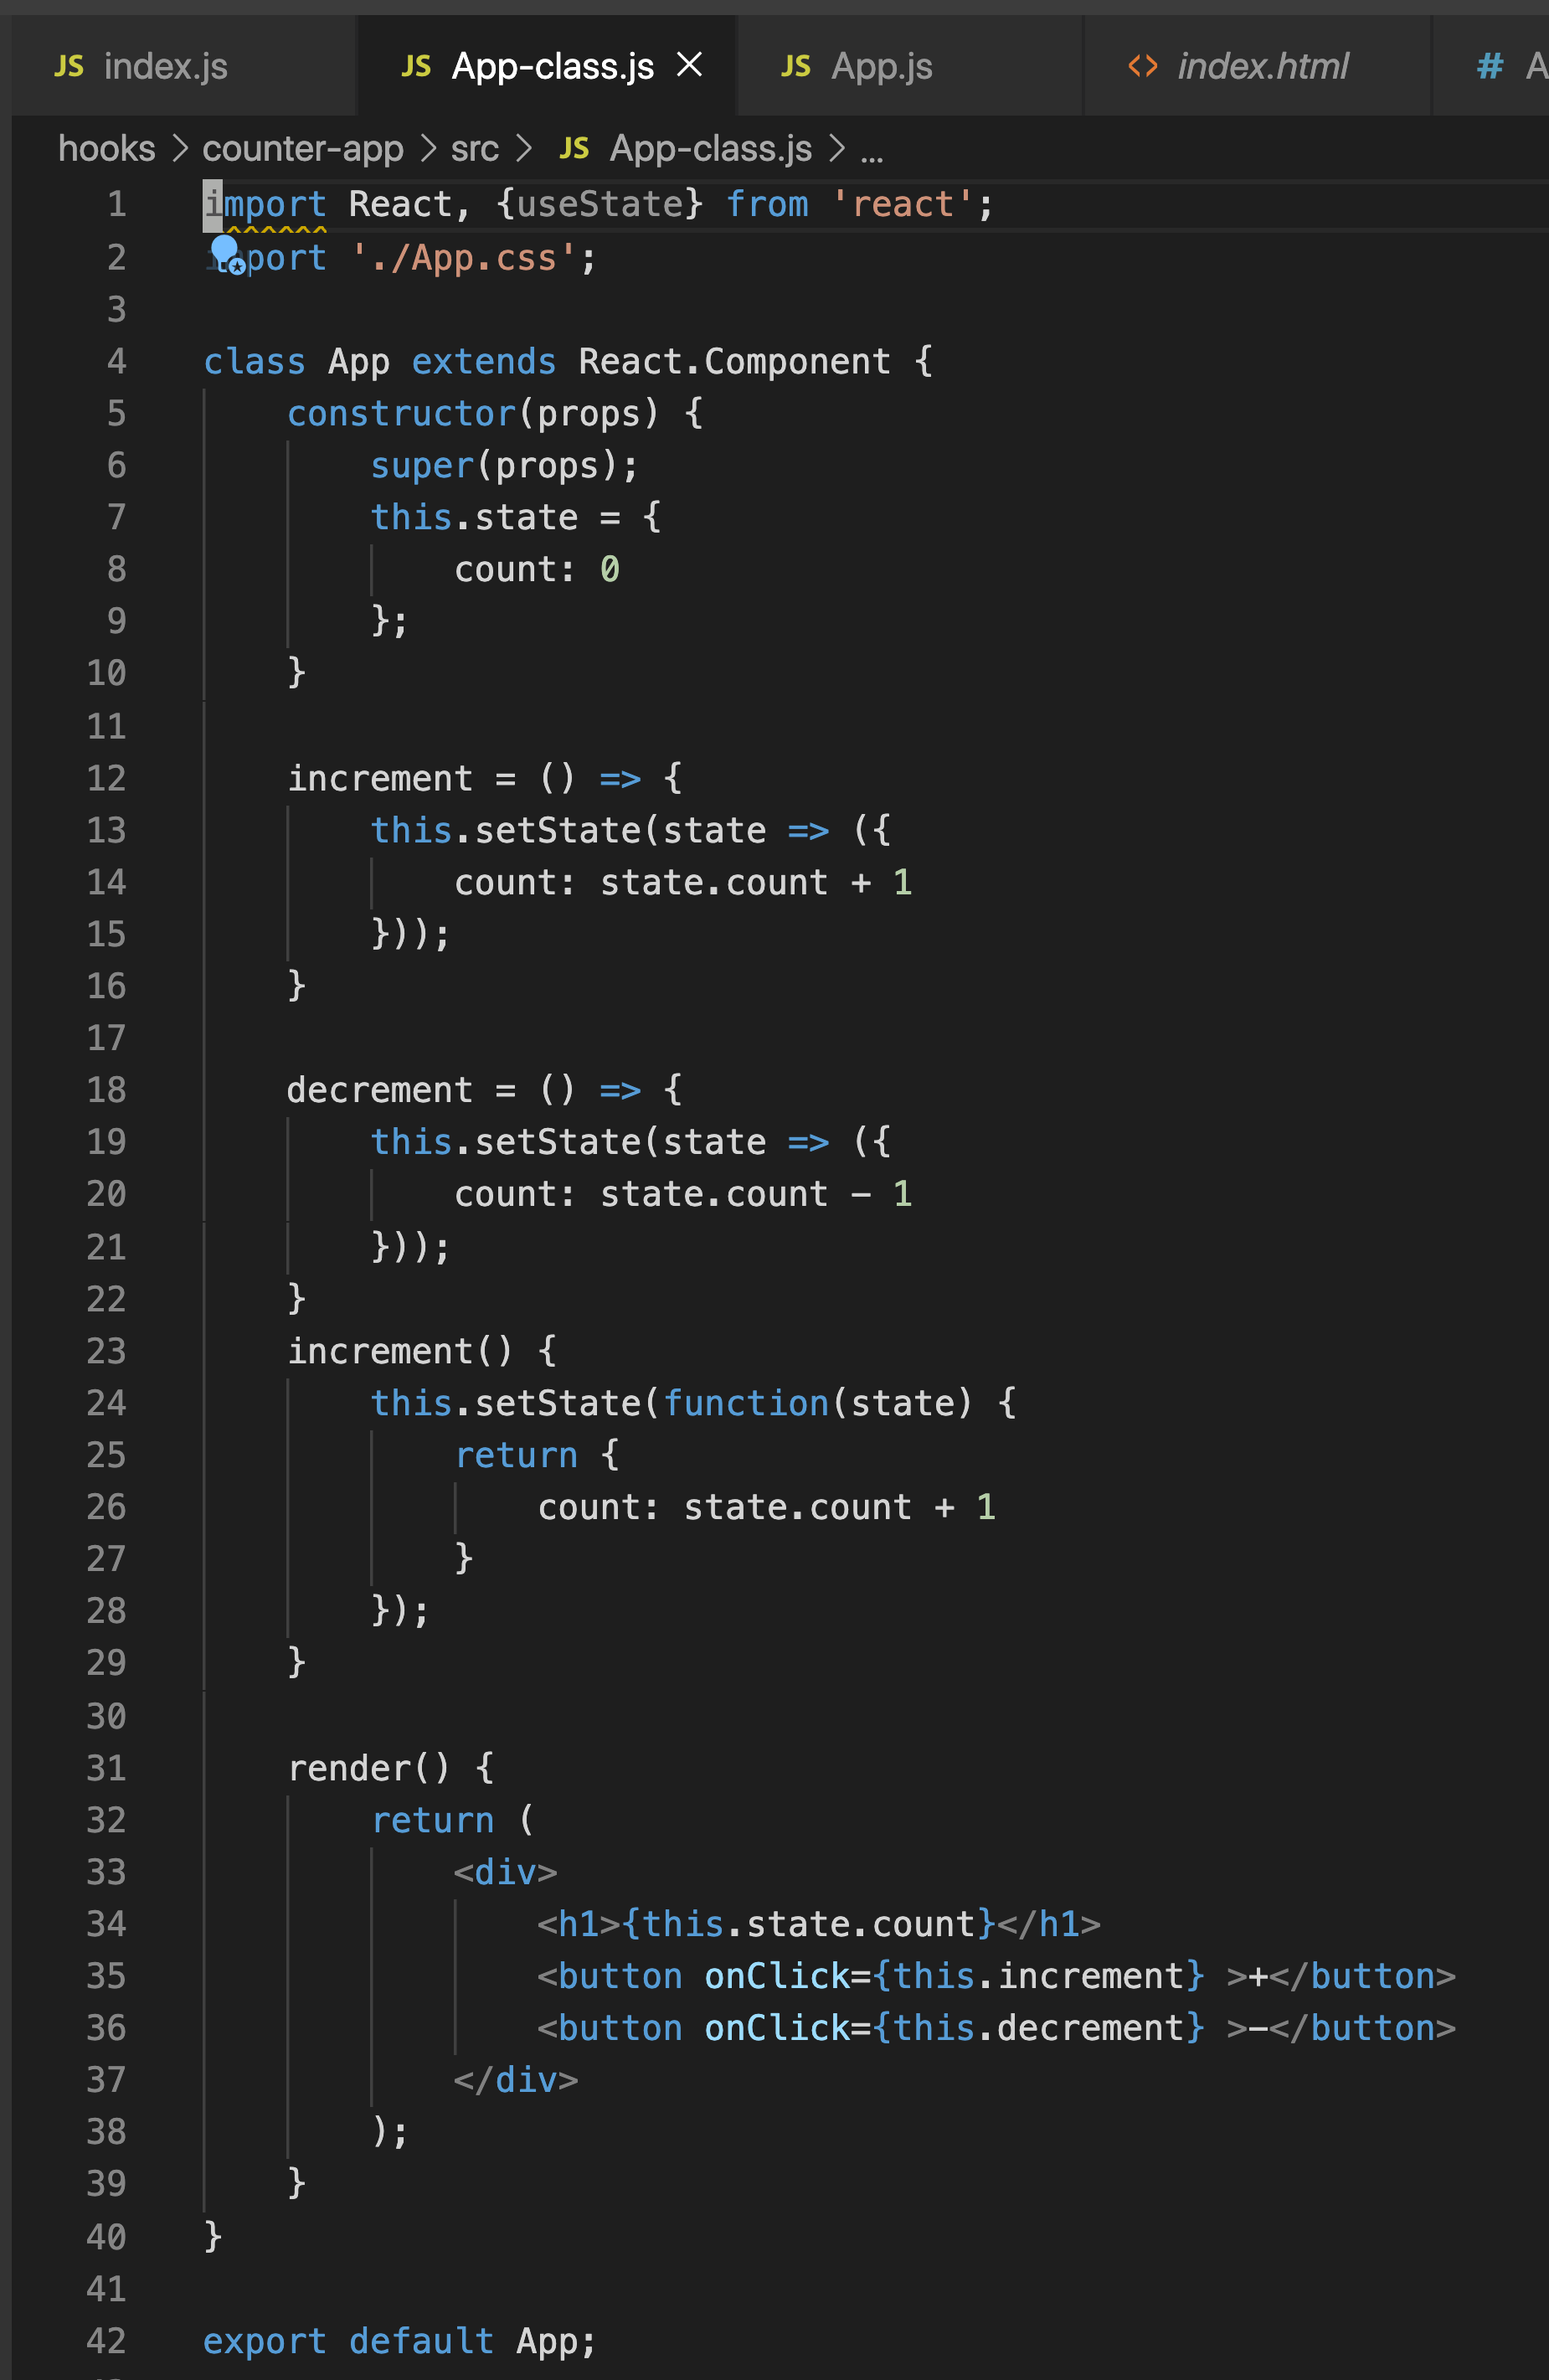 JS index.js JS App-class.js JS App.js <> index.html # A
hooks > counter-app > src > JS App-class.js > ...
1 import React, {useState} from 'react';
2 import './App.css';
3
4 class App extends React.Component {
5     constructor(props) {
6         super(props);
7         this.state = {
8             count: 0
9         };
10     }
11
12     increment = () => {
13         this.setState(state => ({
14             count: state.count + 1
15         }));
16     }
17
18     decrement = () => {
19         this.setState(state => ({
20             count: state.count - 1
21         }));
22     }
23     increment() {
24         this.setState(function(state) {
25             return {
26                 count: state.count + 1
27             }
28         });
29     }
30
31     render() {
32         return (
33             <div>
34                 <h1>{this.state.count}</h1>
35                 <button onClick={this.increment} >+</button>
36                 <button onClick={this.decrement} >-</button>
37             </div>
38         );
39     }
40 }
41
42 export default App;